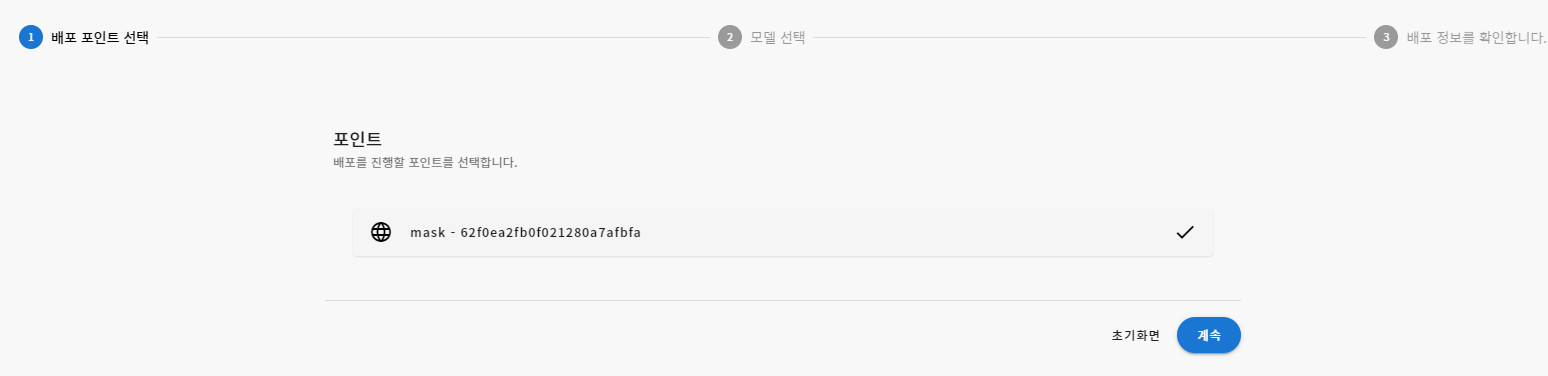 1 배포 포인트 선택
2 모델 선택
3 배포 정보를 확인합니다.
포인트
배포를 진행할 포인트를 선택합니다.
mask - 62f0ea2fb0f021280a7afbfa
초기화면
계속